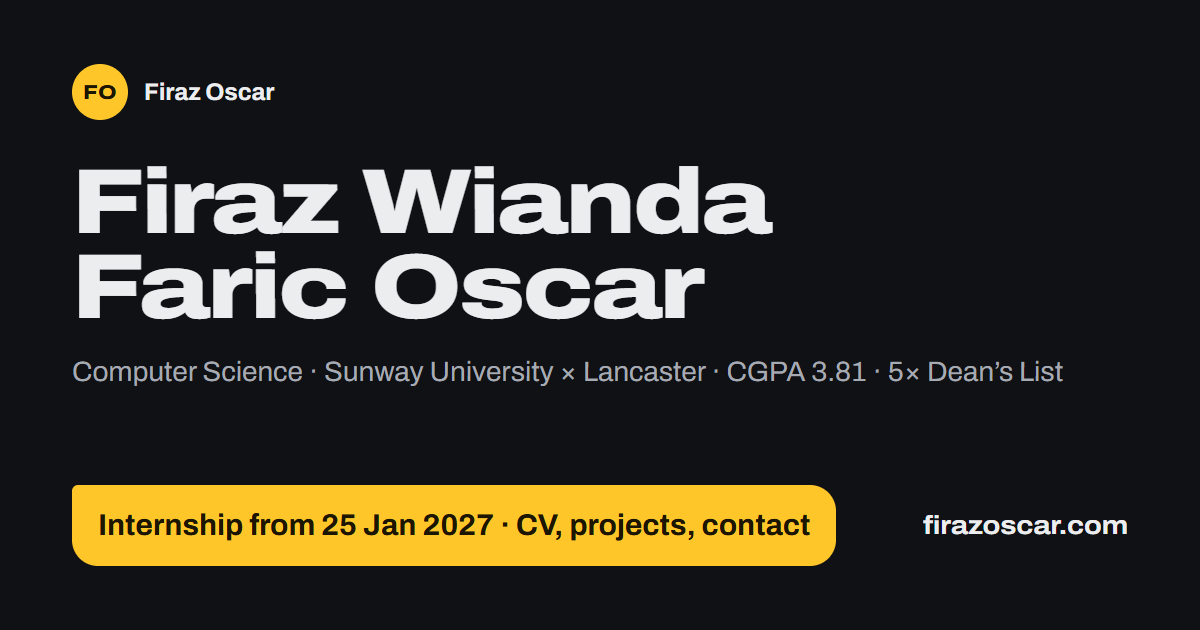 FO
Firaz Oscar
Firaz Wianda
Faric Oscar
Computer Science · Sunway University × Lancaster · CGPA 3.81 · 5× Dean’s List
Internship from 25 Jan 2027 · CV, projects, contact
firazoscar.com